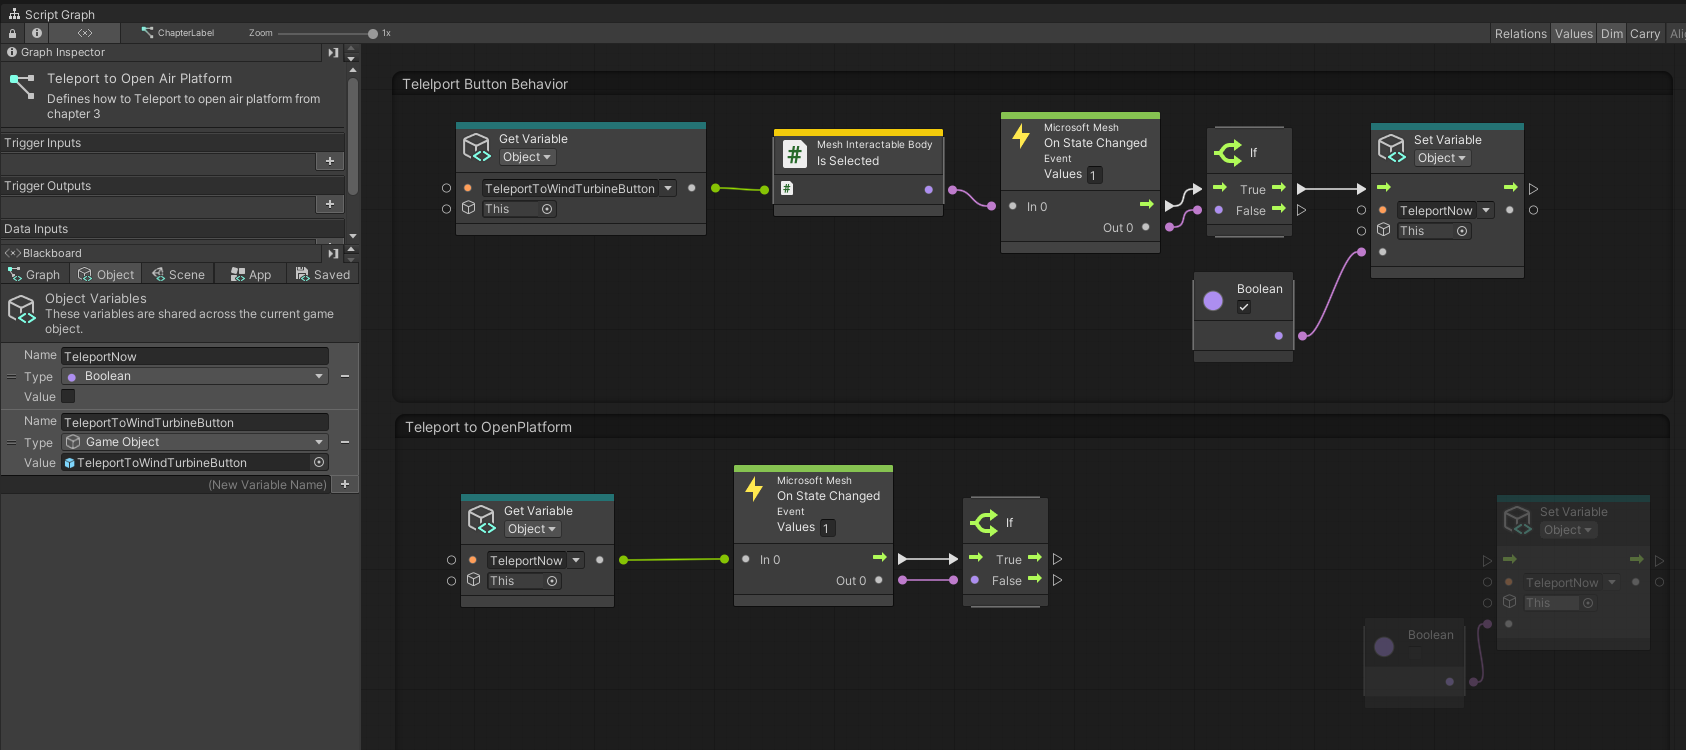 Script Graph
ChapterLabel
Zoom
1x
Relations
Values
Dim
Carry
Graph Inspector
Teleport to Open Air Platform
Defines how to Teleport to open air platform from
chapter 3
Trigger Inputs
+
Trigger Outputs
+
Data Inputs
Blackboard
Graph
Object
Scene
App
Saved
Object Variables
These variables are shared across the current game
object.
Name
TeleportNow
Type
Boolean
Value
Name
TeleportToWindTurbineButton
Type
Game Object
Value
TeleportToWindTurbineButton
(New Variable Name)
+
Telelport Button Behavior
Get Variable
Object
TeleportToWindTurbineButton
This
Mesh Interactable Body
Is Selected
#
#
Microsoft Mesh
On State Changed
Event
Values 1
In 0
Out 0
If
True
False
Set Variable
Object
TeleportNow
This
Boolean
Teleport to OpenPlatform
Get Variable
Object
TeleportNow
This
Microsoft Mesh
On State Changed
Event
Values 1
In 0
Out 0
If
True
False
Set Variable
Object
TeleportNow
This
Boolean